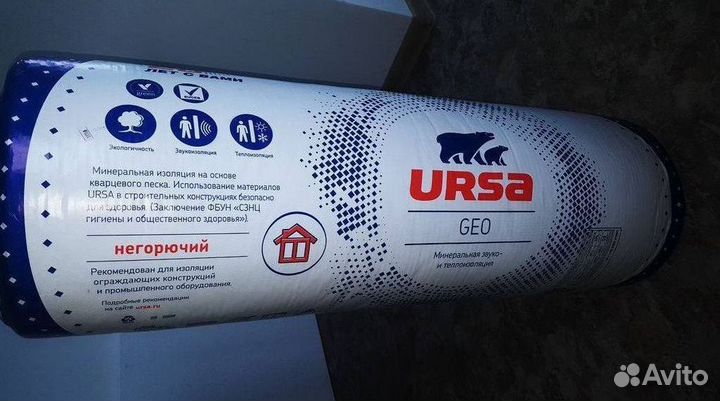 ЛЕТ С ВАМИ
Экологичность
Звукоизоляция
Теплоизоляция
Минеральная изоляция на основе
кварцевого песка. Использование материалов
URSA в строительных конструкциях безопасно
для здоровья. (Заключение ФБУН «СЗНЦ
гигиены и общественного здоровья»).
негорючий
Рекомендован для изоляции
ограждающих конструкций
и промышленного оборудования.
Подробные рекомендации
на сайте ursa.ru
URSA
GEO
Минеральная звуко-
и теплоизоляция
Avito